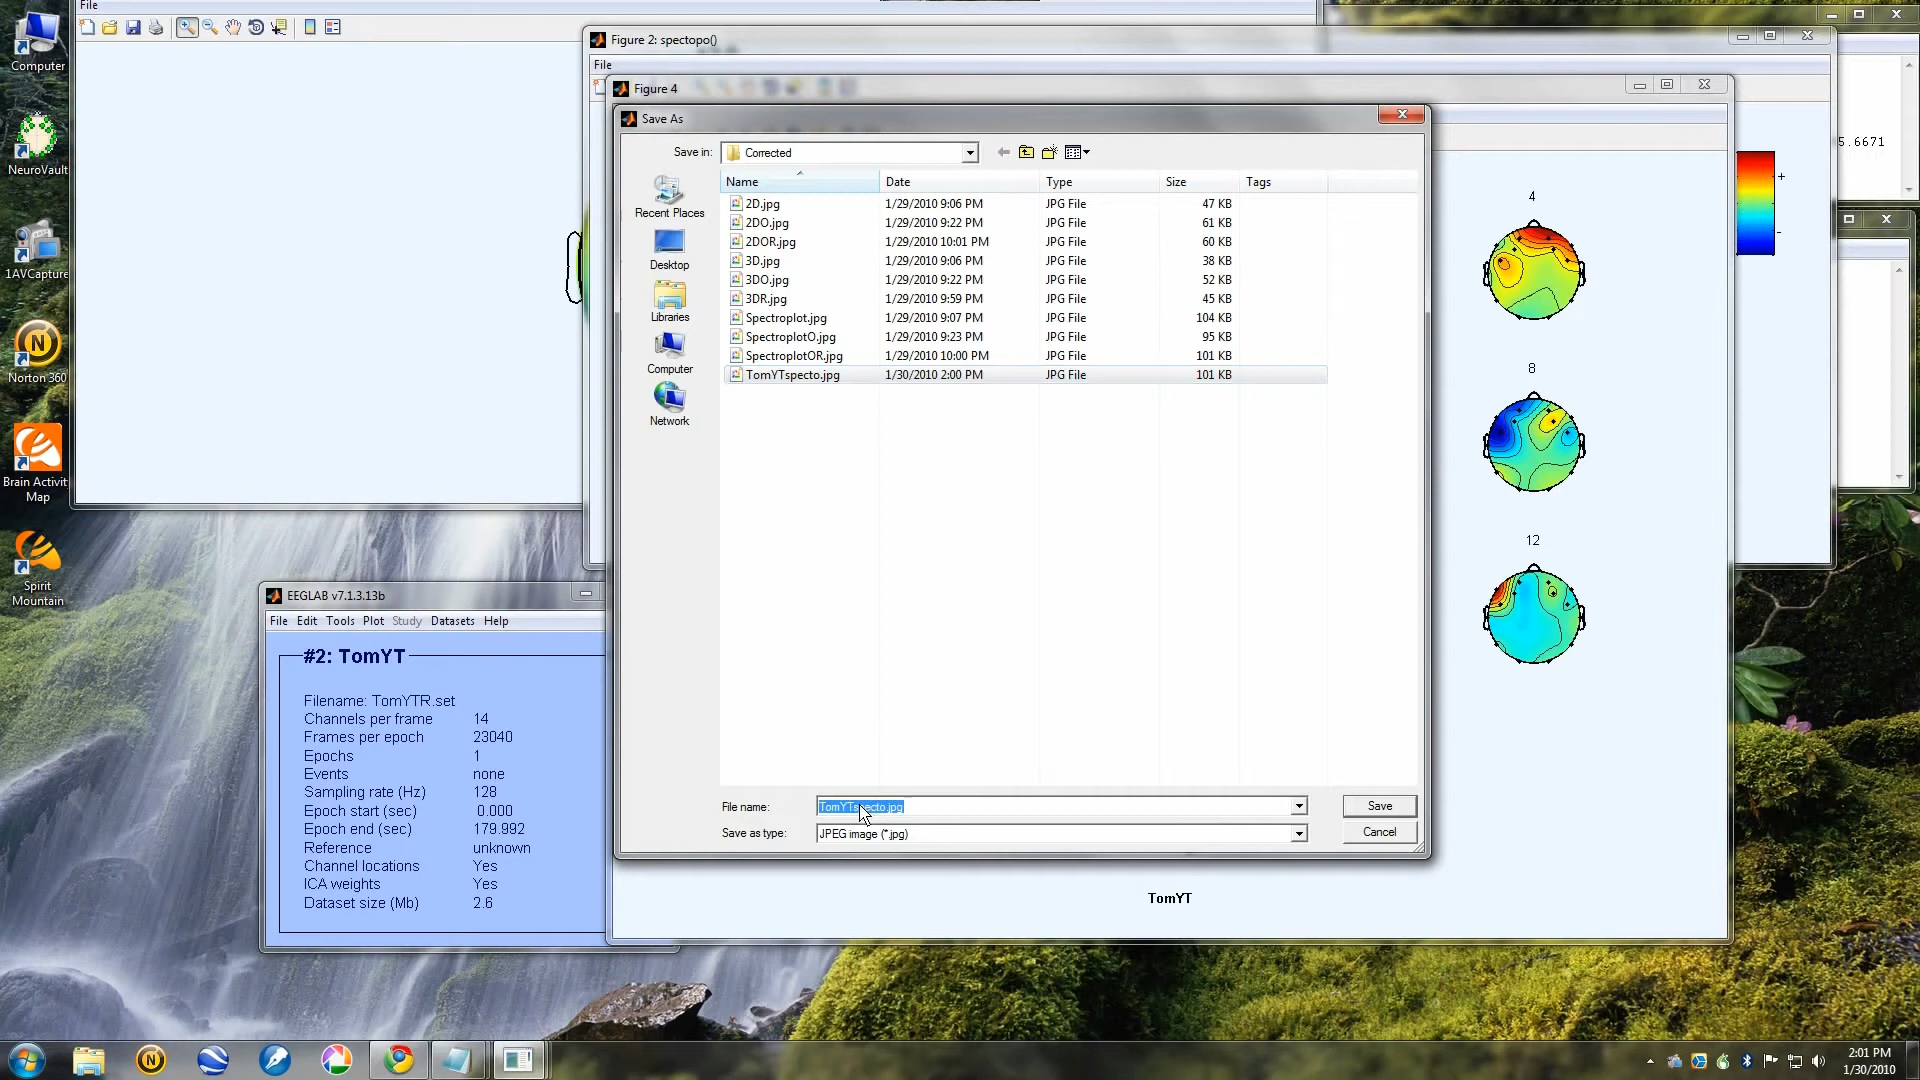 File
Computer
NeuroVault
1AVCapture
Norton 360
Brain Activity
Map
Spirit
Mountain
Figure 2: spectopo()
File
Figure 4
Save As
Save in: Corrected
Name Date Type Size Tags
2D.jpg 1/29/2010 9:06 PM JPG File 47 KB
2DO.jpg 1/29/2010 9:22 PM JPG File 61 KB
2DOR.jpg 1/29/2010 10:01 PM JPG File 60 KB
3D.jpg 1/29/2010 9:06 PM JPG File 38 KB
3DO.jpg 1/29/2010 9:22 PM JPG File 52 KB
3DR.jpg 1/29/2010 9:59 PM JPG File 45 KB
Spectroplot.jpg 1/29/2010 9:07 PM JPG File 104 KB
SpectroplotO.jpg 1/29/2010 9:23 PM JPG File 95 KB
SpectroplotOR.jpg 1/29/2010 10:00 PM JPG File 101 KB
TomYTspecto.jpg 1/30/2010 2:00 PM JPG File 101 KB
Recent Places
Desktop
Libraries
Computer
Network
File name: TomYTspecto.jpg Save
Save as type: JPEG image (*.jpg) Cancel
5.6671
+
-
4
8
12
TomYT
EEGLAB v7.1.3.13b
File Edit Tools Plot Study Datasets Help
#2: TomYT
Filename: TomYTR.set
Channels per frame 14
Frames per epoch 23040
Epochs 1
Events none
Sampling rate (Hz) 128
Epoch start (sec) 0.000
Epoch end (sec) 179.992
Reference unknown
Channel locations Yes
ICA weights Yes
Dataset size (Mb) 2.6
2:01 PM
1/30/2010